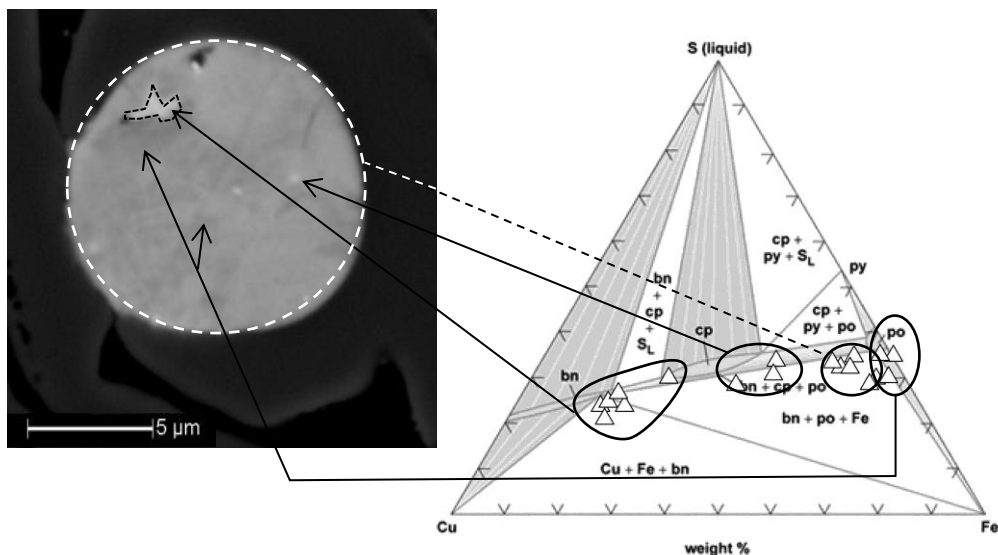 5 µm
S (liquid)
cp +
py + SL
py
bn
+
cp
+
SL
cp +
py + po
po
cp
bn
bn + cp + po
bn + po + Fe
Cu + Fe + bn
Cu
Fe
weight %